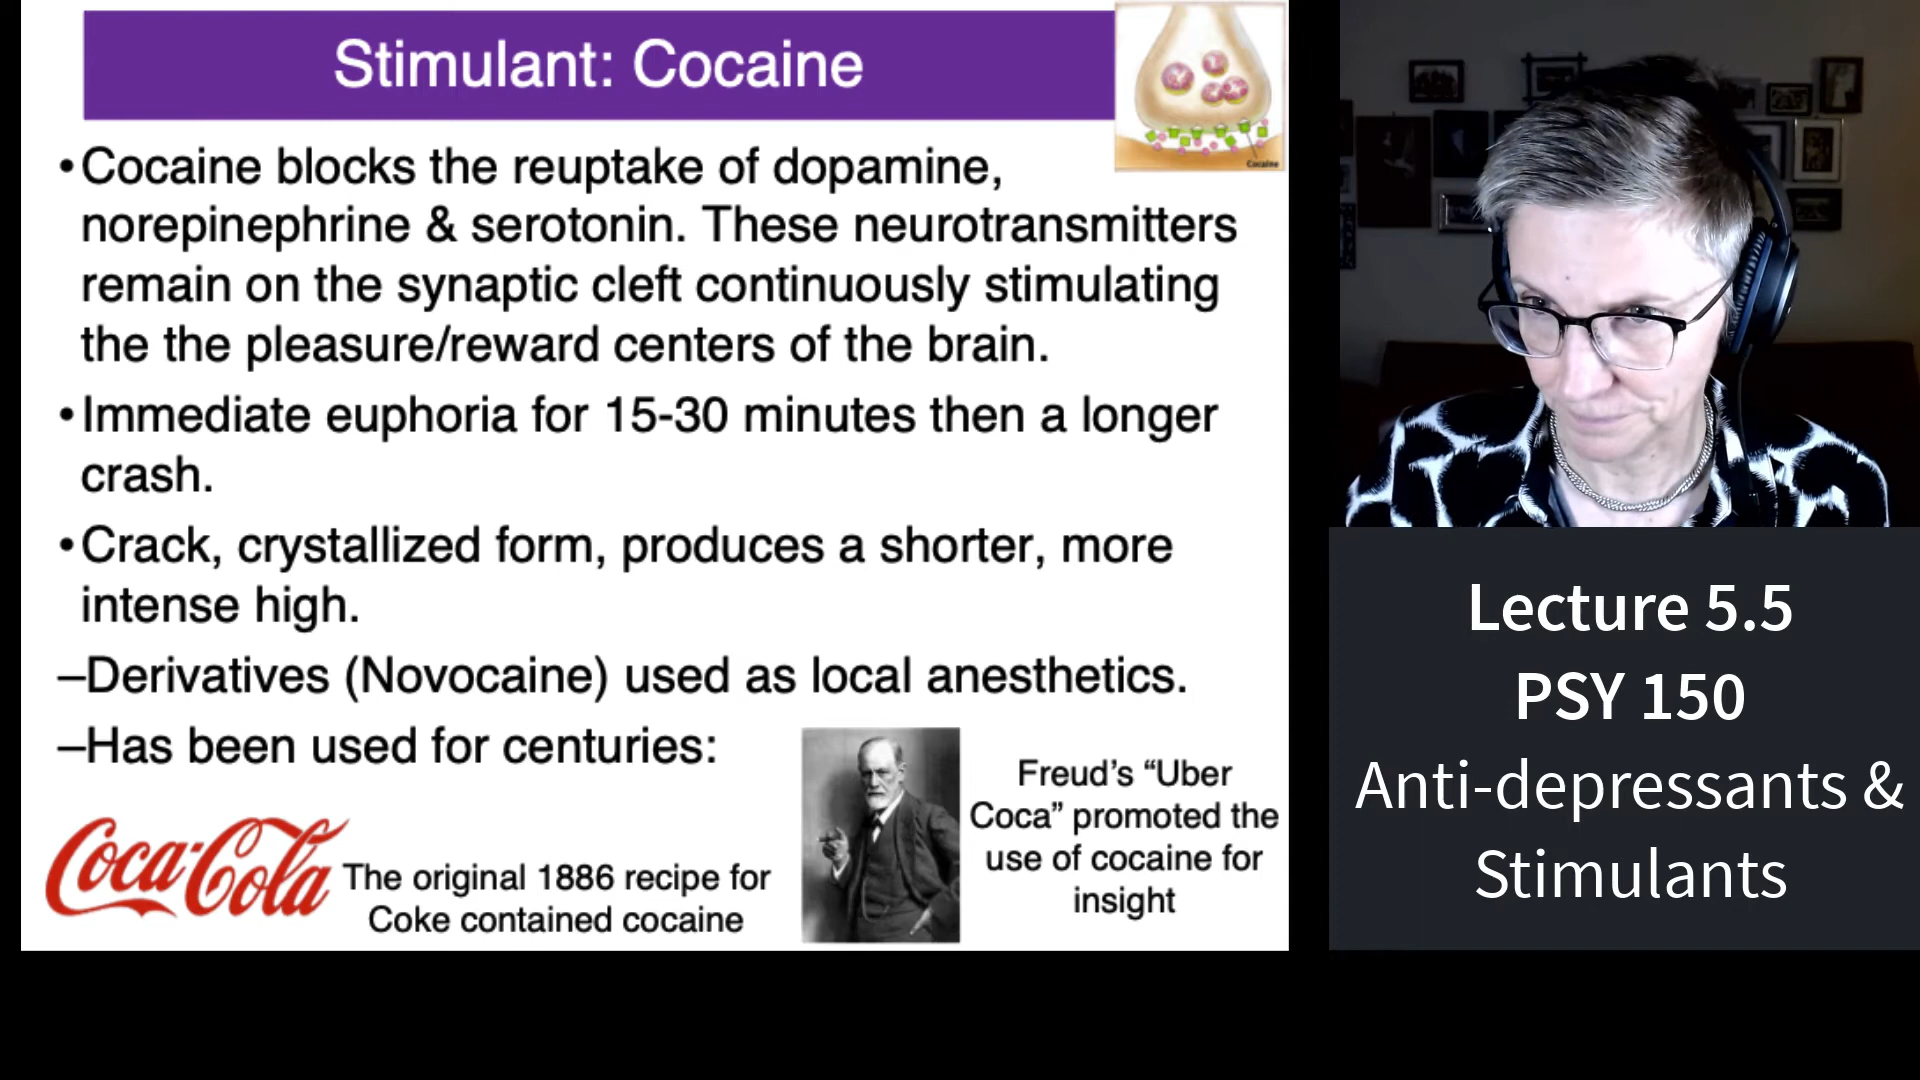 Stimulant: Cocaine
Cocaine
•Cocaine blocks the reuptake of dopamine,
norepinephrine & serotonin. These neurotransmitters
remain on the synaptic cleft continuously stimulating
the the pleasure/reward centers of the brain.
•Immediate euphoria for 15-30 minutes then a longer
crash.
•Crack, crystallized form, produces a shorter, more
intense high.
–Derivatives (Novocaine) used as local anesthetics.
–Has been used for centuries:
Coca-Cola
The original 1886 recipe for
Coke contained cocaine
Freud's “Uber
Coca” promoted the
use of cocaine for
insight
Lecture 5.5
PSY 150
Anti-depressants &
Stimulants